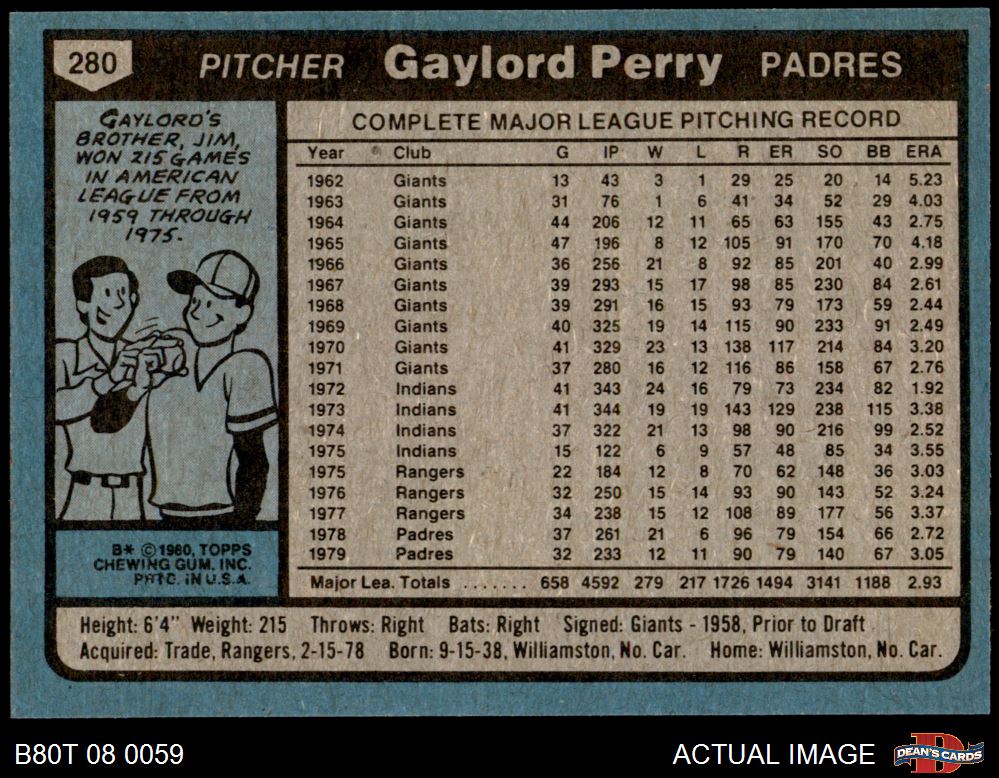 280 PITCHER Gaylord Perry PADRES
GAYLORD'S
BROTHER, JIM,
WON 215 GAMES
IN AMERICAN
LEAGUE FROM
1959 THROUGH
1975.
B* © 1980, TOPPS
CHEWING GUM, INC.
PRTD. IN U.S.A.
COMPLETE MAJOR LEAGUE PITCHING RECORD
Year Club G IP W L R ER SO BB ERA
1962 Giants 13 43 3 1 29 25 20 14 5.23
1963 Giants 31 76 1 6 41 34 52 29 4.03
1964 Giants 44 206 12 11 65 63 155 43 2.75
1965 Giants 47 196 8 12 105 91 170 70 4.18
1966 Giants 36 256 21 8 92 85 201 40 2.99
1967 Giants 39 293 15 17 98 85 230 84 2.61
1968 Giants 39 291 16 15 93 79 173 59 2.44
1969 Giants 40 325 19 14 115 90 233 91 2.49
1970 Giants 41 329 23 13 138 117 214 84 3.20
1971 Giants 37 280 16 12 116 86 158 67 2.76
1972 Indians 41 343 24 16 79 73 234 82 1.92
1973 Indians 41 344 19 19 143 129 238 115 3.38
1974 Indians 37 322 21 13 98 90 216 99 2.52
1975 Indians 15 122 6 9 57 48 85 34 3.55
1975 Rangers 22 184 12 8 70 62 148 36 3.03
1976 Rangers 32 250 15 14 93 90 143 52 3.24
1977 Rangers 34 238 15 12 108 89 177 56 3.37
1978 Padres 37 261 21 6 96 79 154 66 2.72
1979 Padres 32 233 12 11 90 79 140 67 3.05
Major Lea. Totals ....... 658 4592 279 217 1726 1494 3141 1188 2.93
Height: 6'4" Weight: 215 Throws: Right Bats: Right Signed: Giants - 1958, Prior to Draft
Acquired: Trade, Rangers, 2-15-78 Born: 9-15-38, Williamston, No. Car. Home: Williamston, No. Car.
B80T 08 0059
ACTUAL IMAGE
DEAN'S CARDS